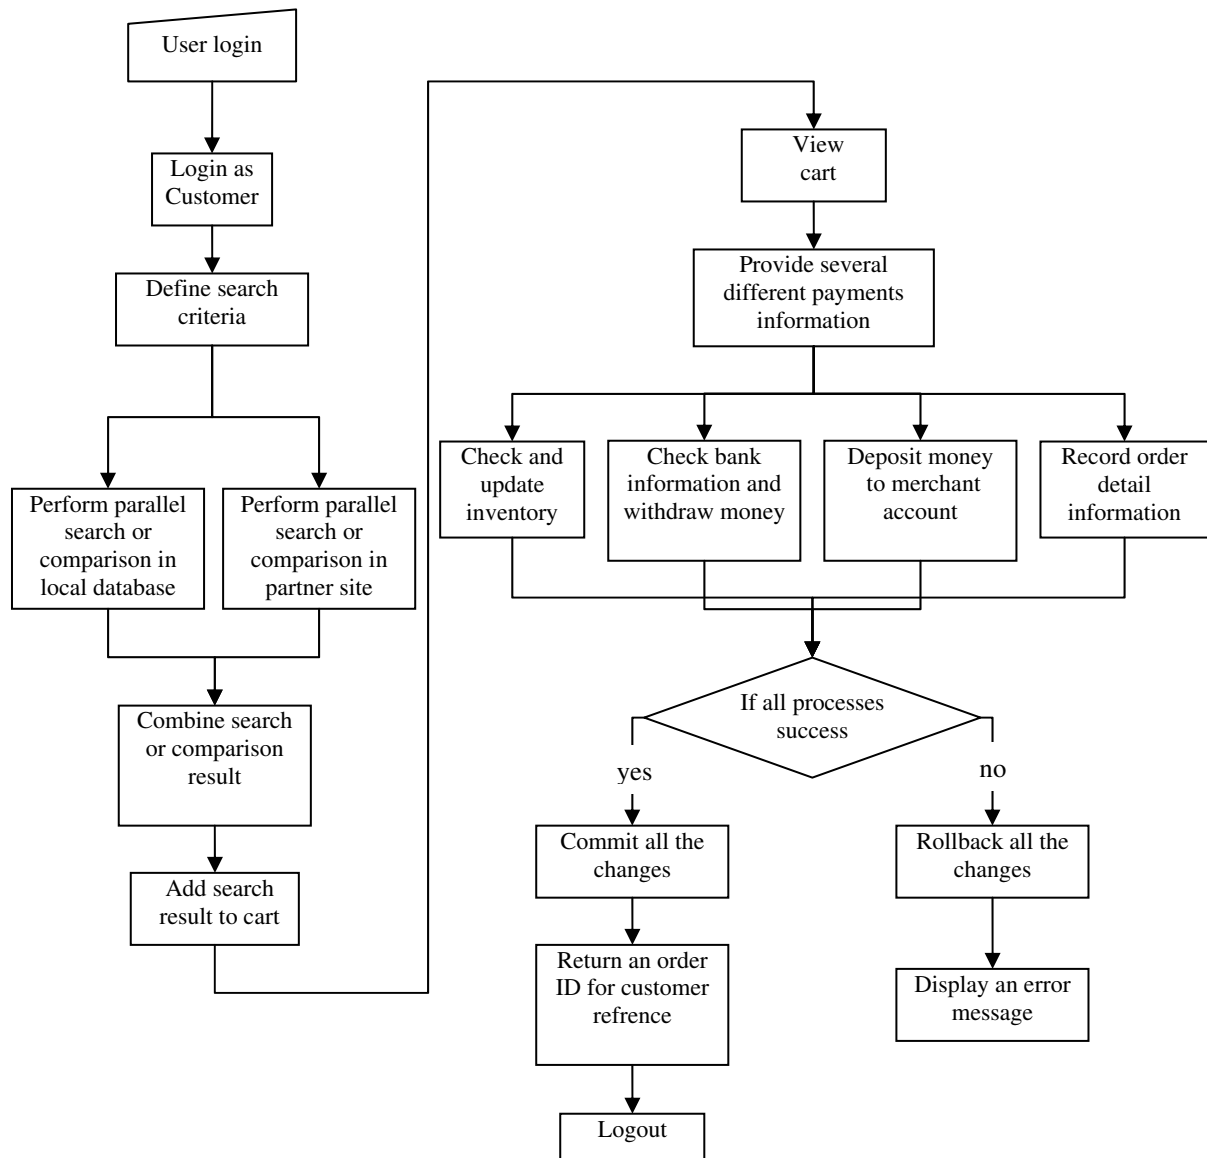 User login
Login as
Customer
Define search
criteria
Perform parallel
search or
comparison in
local database
Perform parallel
search or
comparison in
partner site
Combine search
or comparison
result
Add search
result to cart
View
cart
Provide several
different payments
information
Check and
update
inventory
Check bank
information and
withdraw money
Deposit money
to merchant
account
Record order
detail
information
If all processes
success
yes
no
Commit all the
changes
Rollback all the
changes
Return an order
ID for customer
refrence
Display an error
message
Logout